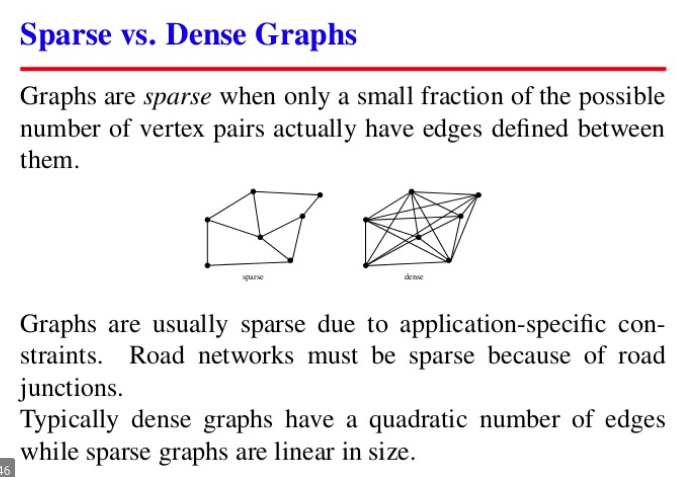 Sparse vs. Dense Graphs
Graphs are sparse when only a small fraction of the possible
number of vertex pairs actually have edges defined between
them.
sparse
dense
Graphs are usually sparse due to application-specific con-
straints. Road networks must be sparse because of road
junctions.
Typically dense graphs have a quadratic number of edges
while sparse graphs are linear in size.
46